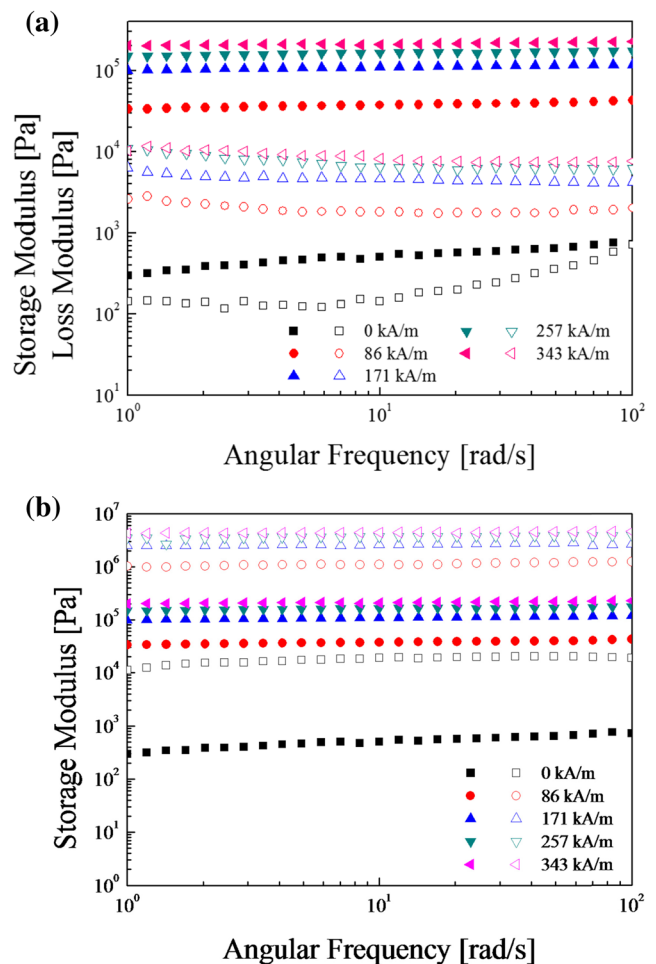 (a)
Storage Modulus [Pa]
Loss Modulus [Pa]
10^5
10^4
10^3
10^2
10^1
10^0 10^1 10^2
0 kA/m 257 kA/m
86 kA/m 343 kA/m
171 kA/m
Angular Frequency [rad/s]
(b)
Storage Modulus [Pa]
10^7
10^6
10^5
10^4
10^3
10^2
10^1
10^0
10^0 10^1 10^2
0 kA/m
86 kA/m
171 kA/m
257 kA/m
343 kA/m
Angular Frequency [rad/s]